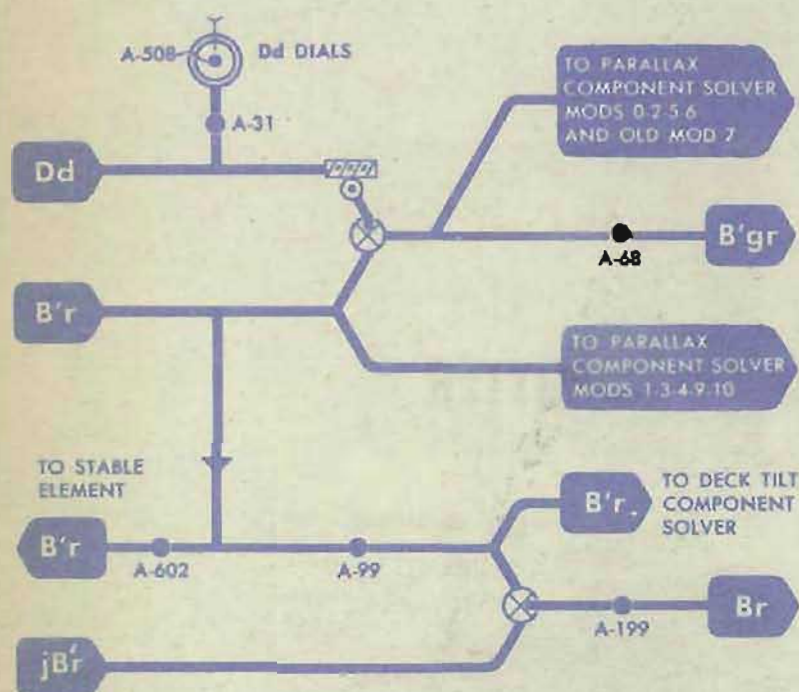 A-508
Dd DIALS
A-31
TO PARALLAX
COMPONENT SOLVER
MODS 0-2-5-6
AND OLD MOD 7
Dd
B'gr
A-68
B'r
TO PARALLAX
COMPONENT SOLVER
MODS 1-3-4-9-10
TO STABLE
ELEMENT
B'r
TO DECK TILT
COMPONENT
SOLVER
B'r
A-602
A-99
A-199
Br
jB'r